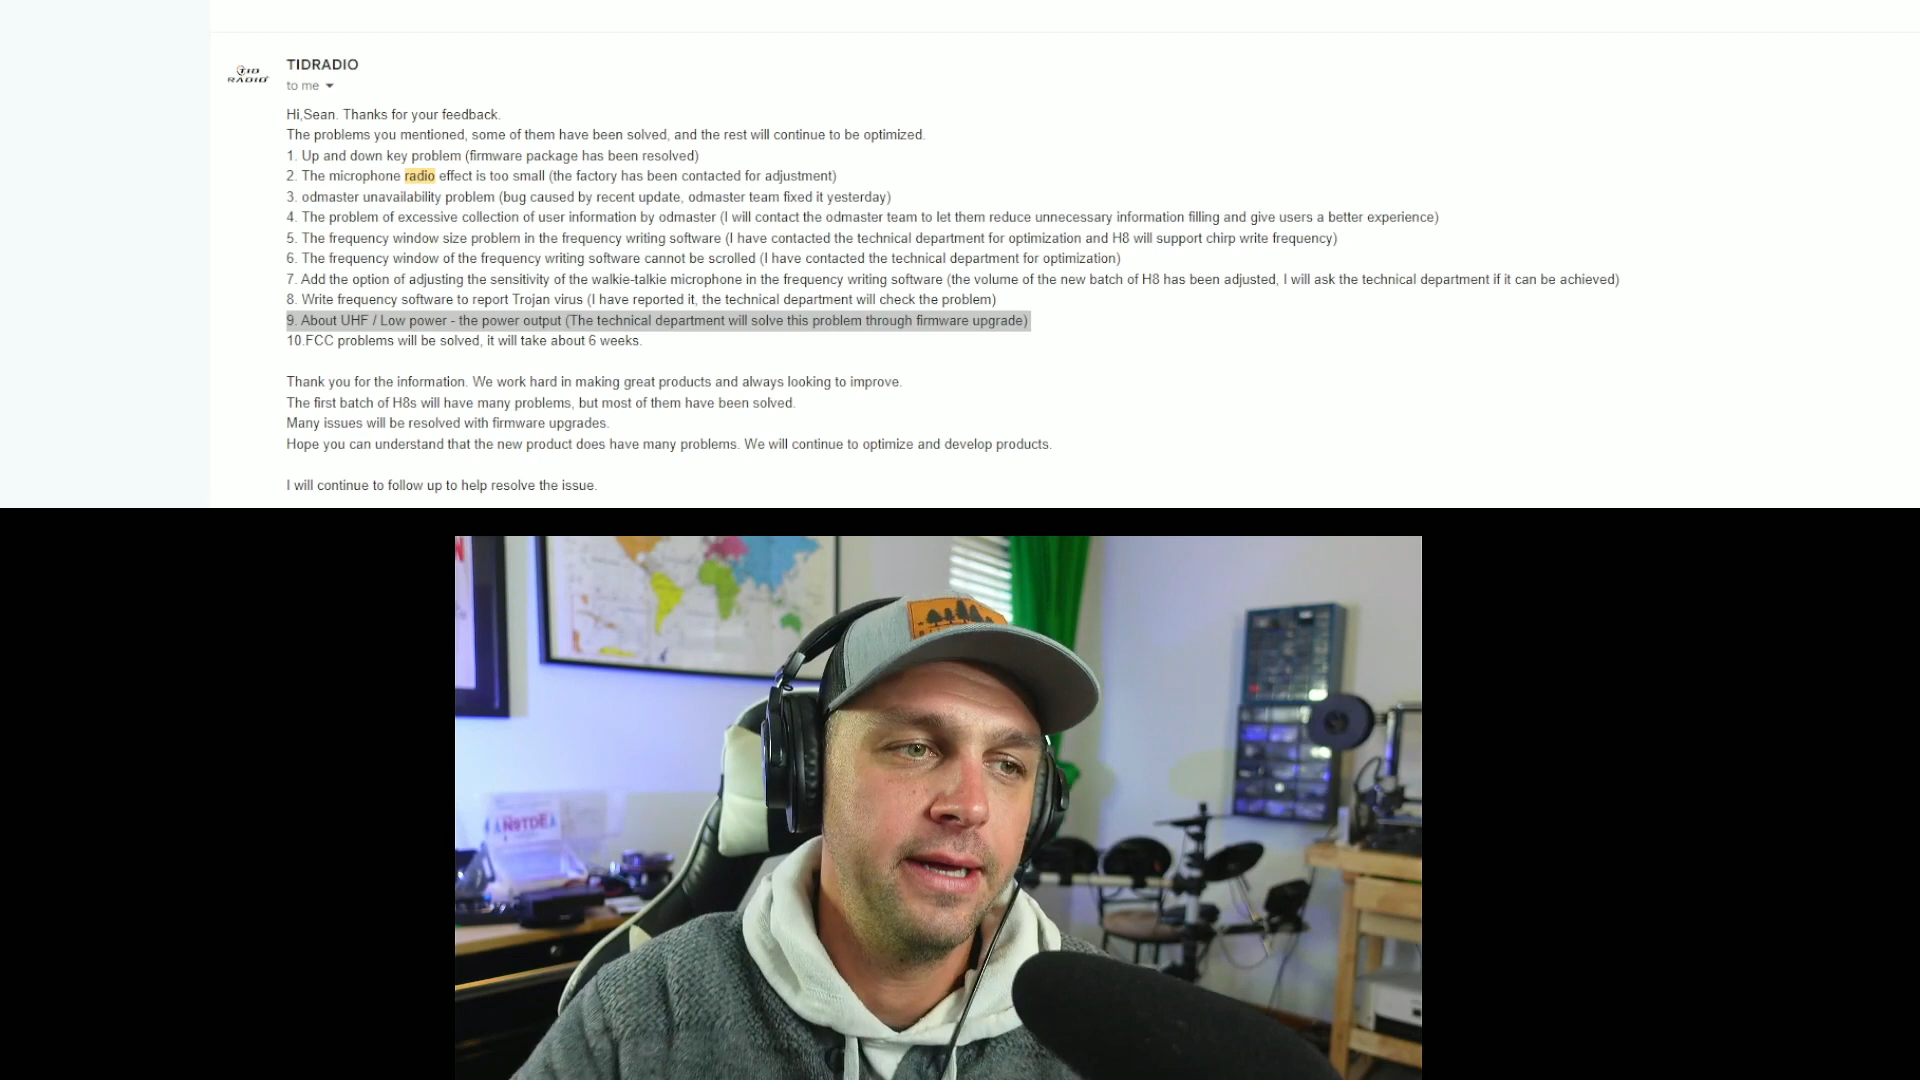 TID
RADIO
TIDRADIO
to me
Hi,Sean. Thanks for your feedback.
The problems you mentioned, some of them have been solved, and the rest will continue to be optimized.
1. Up and down key problem (firmware package has been resolved)
2. The microphone radio effect is too small (the factory has been contacted for adjustment)
3. odmaster unavailability problem (bug caused by recent update, odmaster team fixed it yesterday)
4. The problem of excessive collection of user information by odmaster (I will contact the odmaster team to let them reduce unnecessary information filling and give users a better experience)
5. The frequency window size problem in the frequency writing software (I have contacted the technical department for optimization and H8 will support chirp write frequency)
6. The frequency window of the frequency writing software cannot be scrolled (I have contacted the technical department for optimization)
7. Add the option of adjusting the sensitivity of the walkie-talkie microphone in the frequency writing software (the volume of the new batch of H8 has been adjusted, I will ask the technical department if it can be achieved)
8. Write frequency software to report Trojan virus (I have reported it, the technical department will check the problem)
9. About UHF / Low power - the power output (The technical department will solve this problem through firmware upgrade)
10.FCC problems will be solved, it will take about 6 weeks.
Thank you for the information. We work hard in making great products and always looking to improve.
The first batch of H8s will have many problems, but most of them have been solved.
Many issues will be resolved with firmware upgrades.
Hope you can understand that the new product does have many problems. We will continue to optimize and develop products.
I will continue to follow up to help resolve the issue.
N9TDE